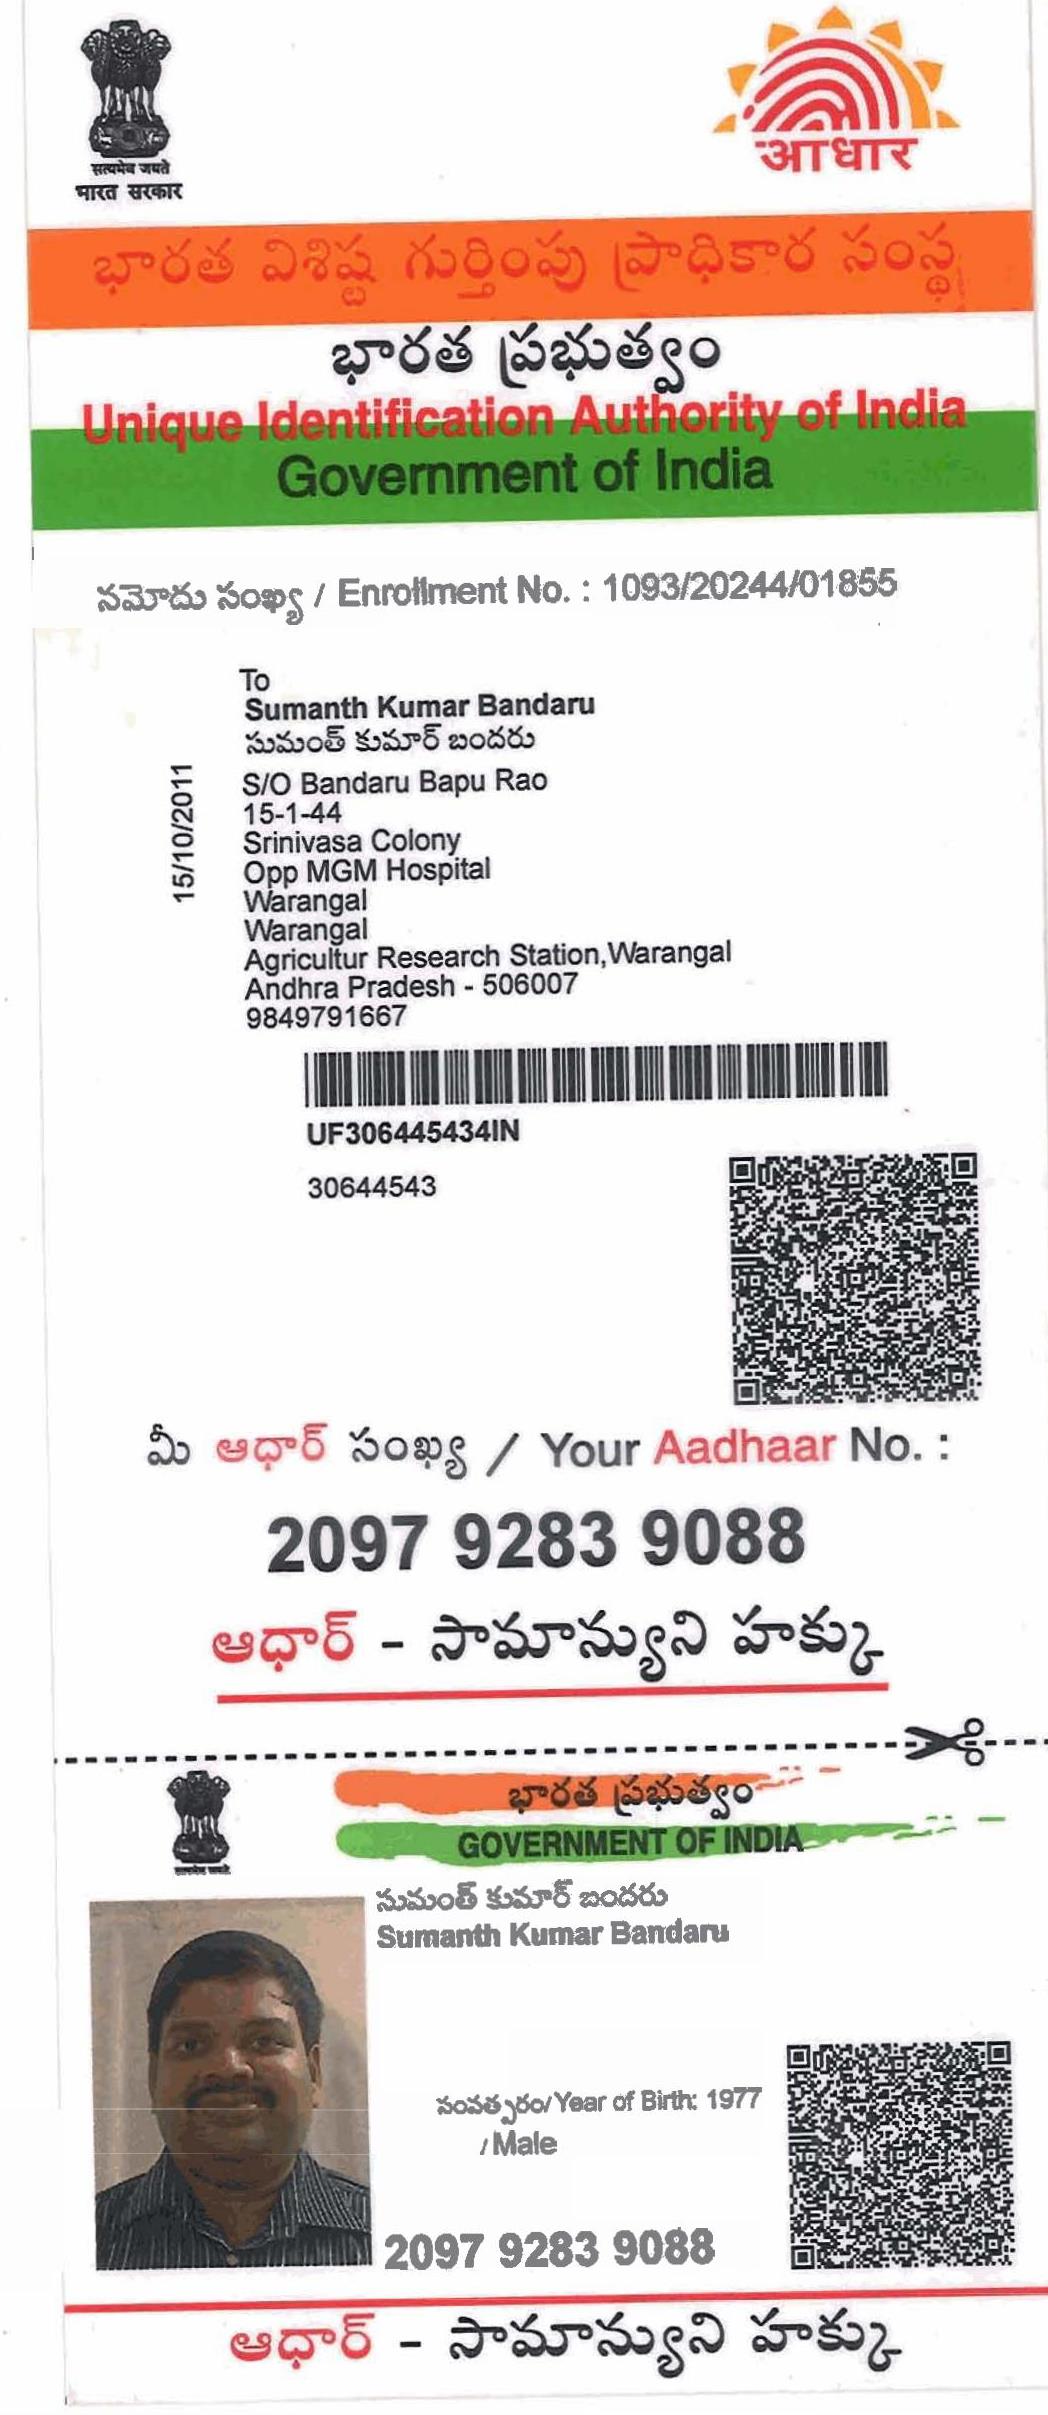 सत्यमेव जयते
भारत सरकार
आधार
భారత విశిష్ట గుర్తింపు ప్రాధికార సంస్థ
భారత ప్రభుత్వం
Unique Identification Authority of India
Government of India
నమోదు సంఖ్య / Enrollment No. : 1093/20244/01855
15/10/2011
To
Sumanth Kumar Bandaru
సుమంత్ కుమార్ బందరు
S/O Bandaru Bapu Rao
15-1-44
Srinivasa Colony
Opp MGM Hospital
Warangal
Warangal
Agricultur Research Station,Warangal
Andhra Pradesh - 506007
9849791667
UF306445434IN
30644543
మీ ఆధార్ సంఖ్య / Your Aadhaar No. :
2097 9283 9088
ఆధార్ - సామాన్యుని హక్కు
భారత ప్రభుత్వం
GOVERNMENT OF INDIA
సుమంత్ కుమార్ బందరు
Sumanth Kumar Bandaru
సంవత్సరం/Year of Birth: 1977
/ Male
2097 9283 9088
ఆధార్ - సామాన్యుని హక్కు